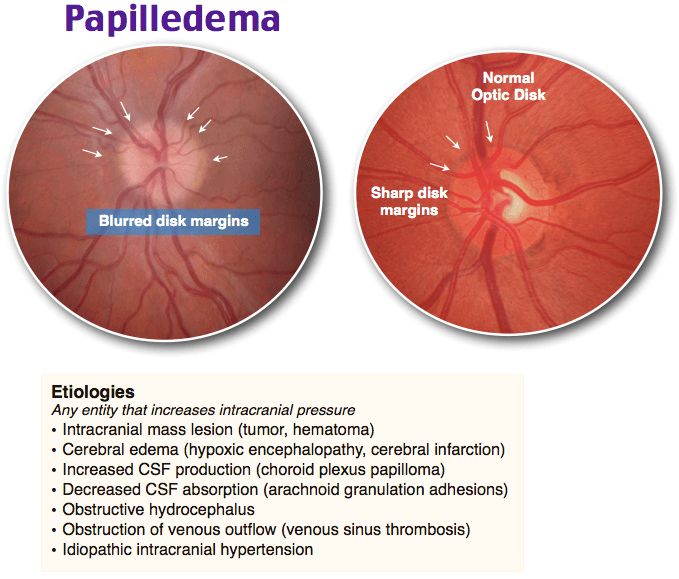 Papilledema
Normal
Optic Disk
Sharp disk
margins
Blurred disk margins
Etiologies
Any entity that increases intracranial pressure
• Intracranial mass lesion (tumor, hematoma)
• Cerebral edema (hypoxic encephalopathy, cerebral infarction)
• Increased CSF production (choroid plexus papilloma)
• Decreased CSF absorption (arachnoid granulation adhesions)
• Obstructive hydrocephalus
• Obstruction of venous outflow (venous sinus thrombosis)
• Idiopathic intracranial hypertension